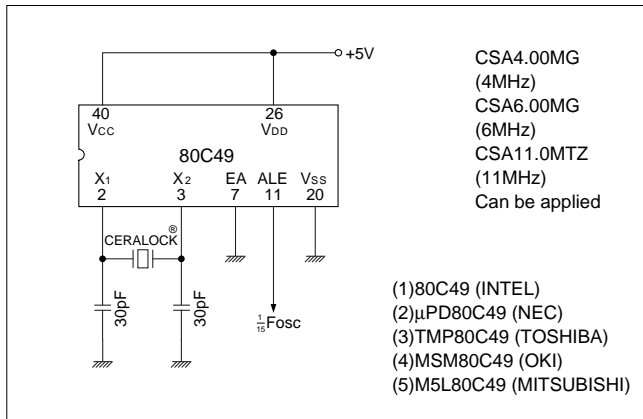 +5V
40
VCC
26
VDD
80C49
X1
2
X2
3
EA
7
ALE
11
VSS
20
CERALOCK®
30pF
30pF
1/15 Fosc
CSA4.00MG
(4MHz)
CSA6.00MG
(6MHz)
CSA11.0MTZ
(11MHz)
Can be applied
(1)80C49 (INTEL)
(2)μPD80C49 (NEC)
(3)TMP80C49 (TOSHIBA)
(4)MSM80C49 (OKI)
(5)M5L80C49 (MITSUBISHI)